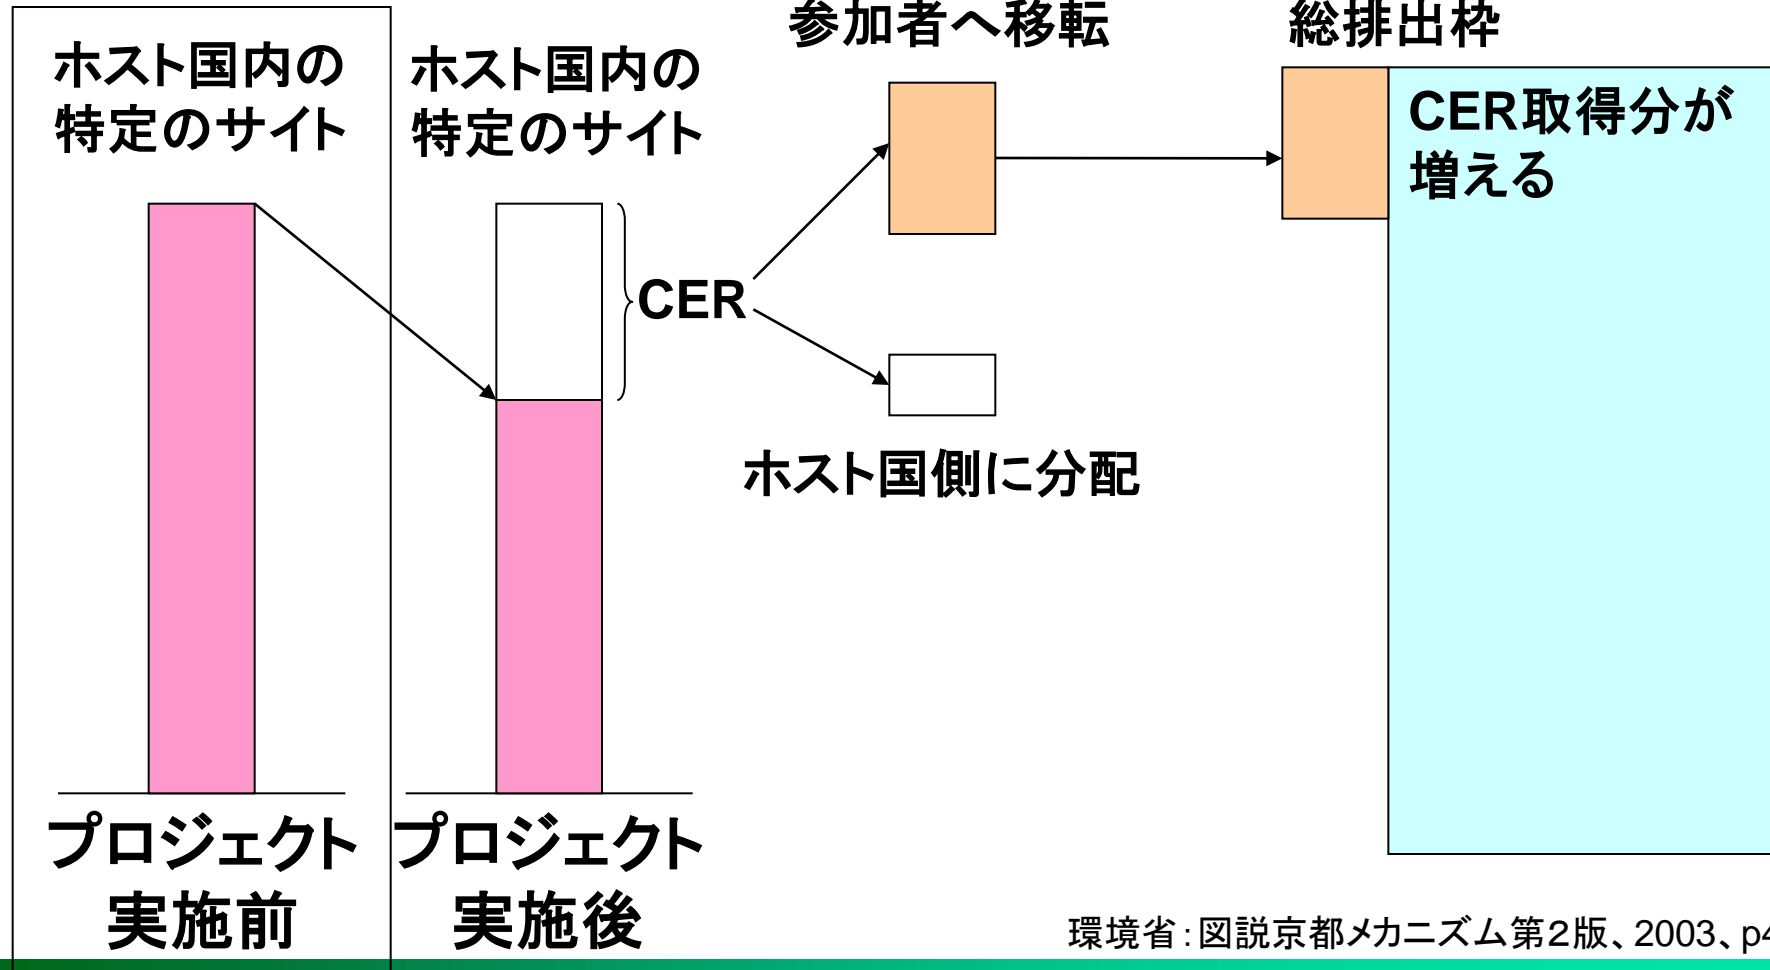 参加者へ移転
総排出枠
ホスト国内の
特定のサイト
ホスト国内の
特定のサイト
CER取得分が
増える
CER
ホスト国側に分配
プロジェクト
実施前
プロジェクト
実施後
環境省：図説京都メカニズム第２版、2003、p4